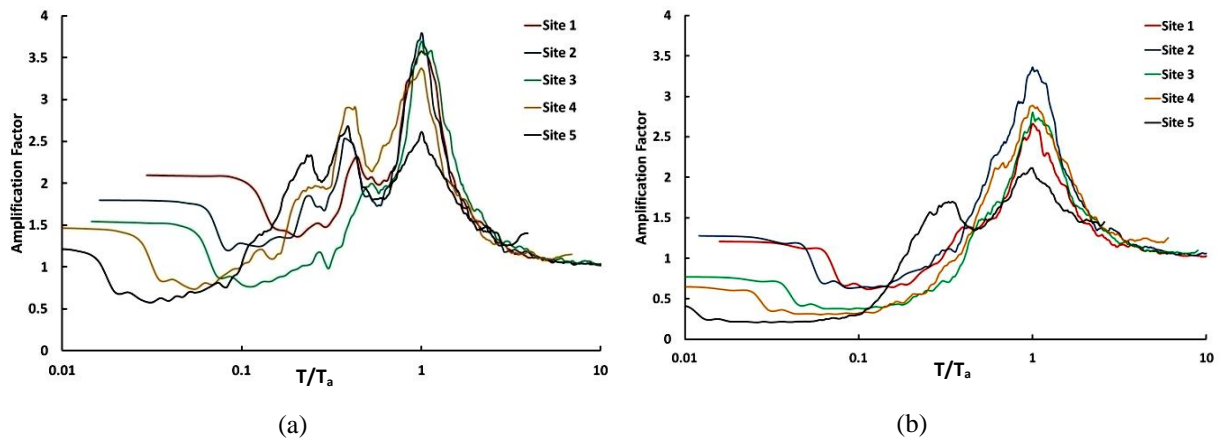 4
3.5
3
2.5
2
1.5
1
0.5
0
Amplification Factor
0.01
0.1
1
10
T/Tₐ
Site 1
Site 2
Site 3
Site 4
Site 5
(a)
4
3.5
3
2.5
2
1.5
1
0.5
0
Amplification Factor
0.01
0.1
1
10
T/Tₐ
Site 1
Site 2
Site 3
Site 4
Site 5
(b)